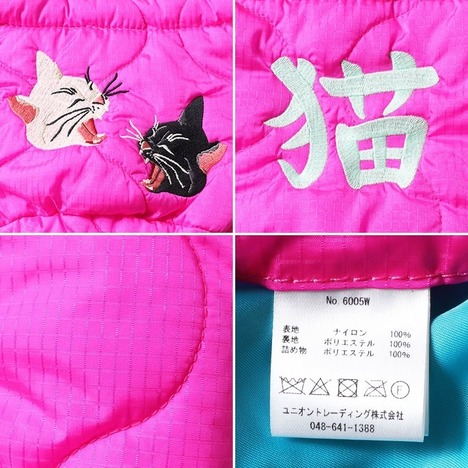 猫
No. 6005W
表地 ナイロン 100%
裏地 ポリエステル 100%
詰め物 ポリエステル 100%
ユニオントレーディング株式会社
048-641-1388